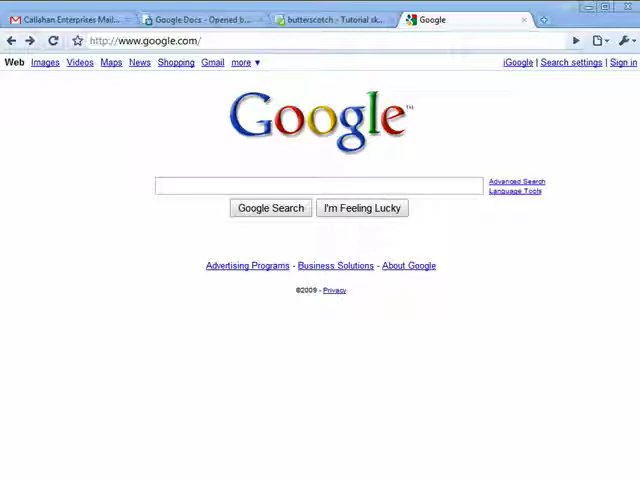 Callahan Enterprises Mail... Google Docs - Opened b... butterscotch - Tutorial sk... Google
http://www.google.com/
Web Images Videos Maps News Shopping Gmail more ▼ iGoogle | Search settings | Sign in
Google™
Advanced Search
Language Tools
Google Search I'm Feeling Lucky
Advertising Programs - Business Solutions - About Google
©2009 - Privacy